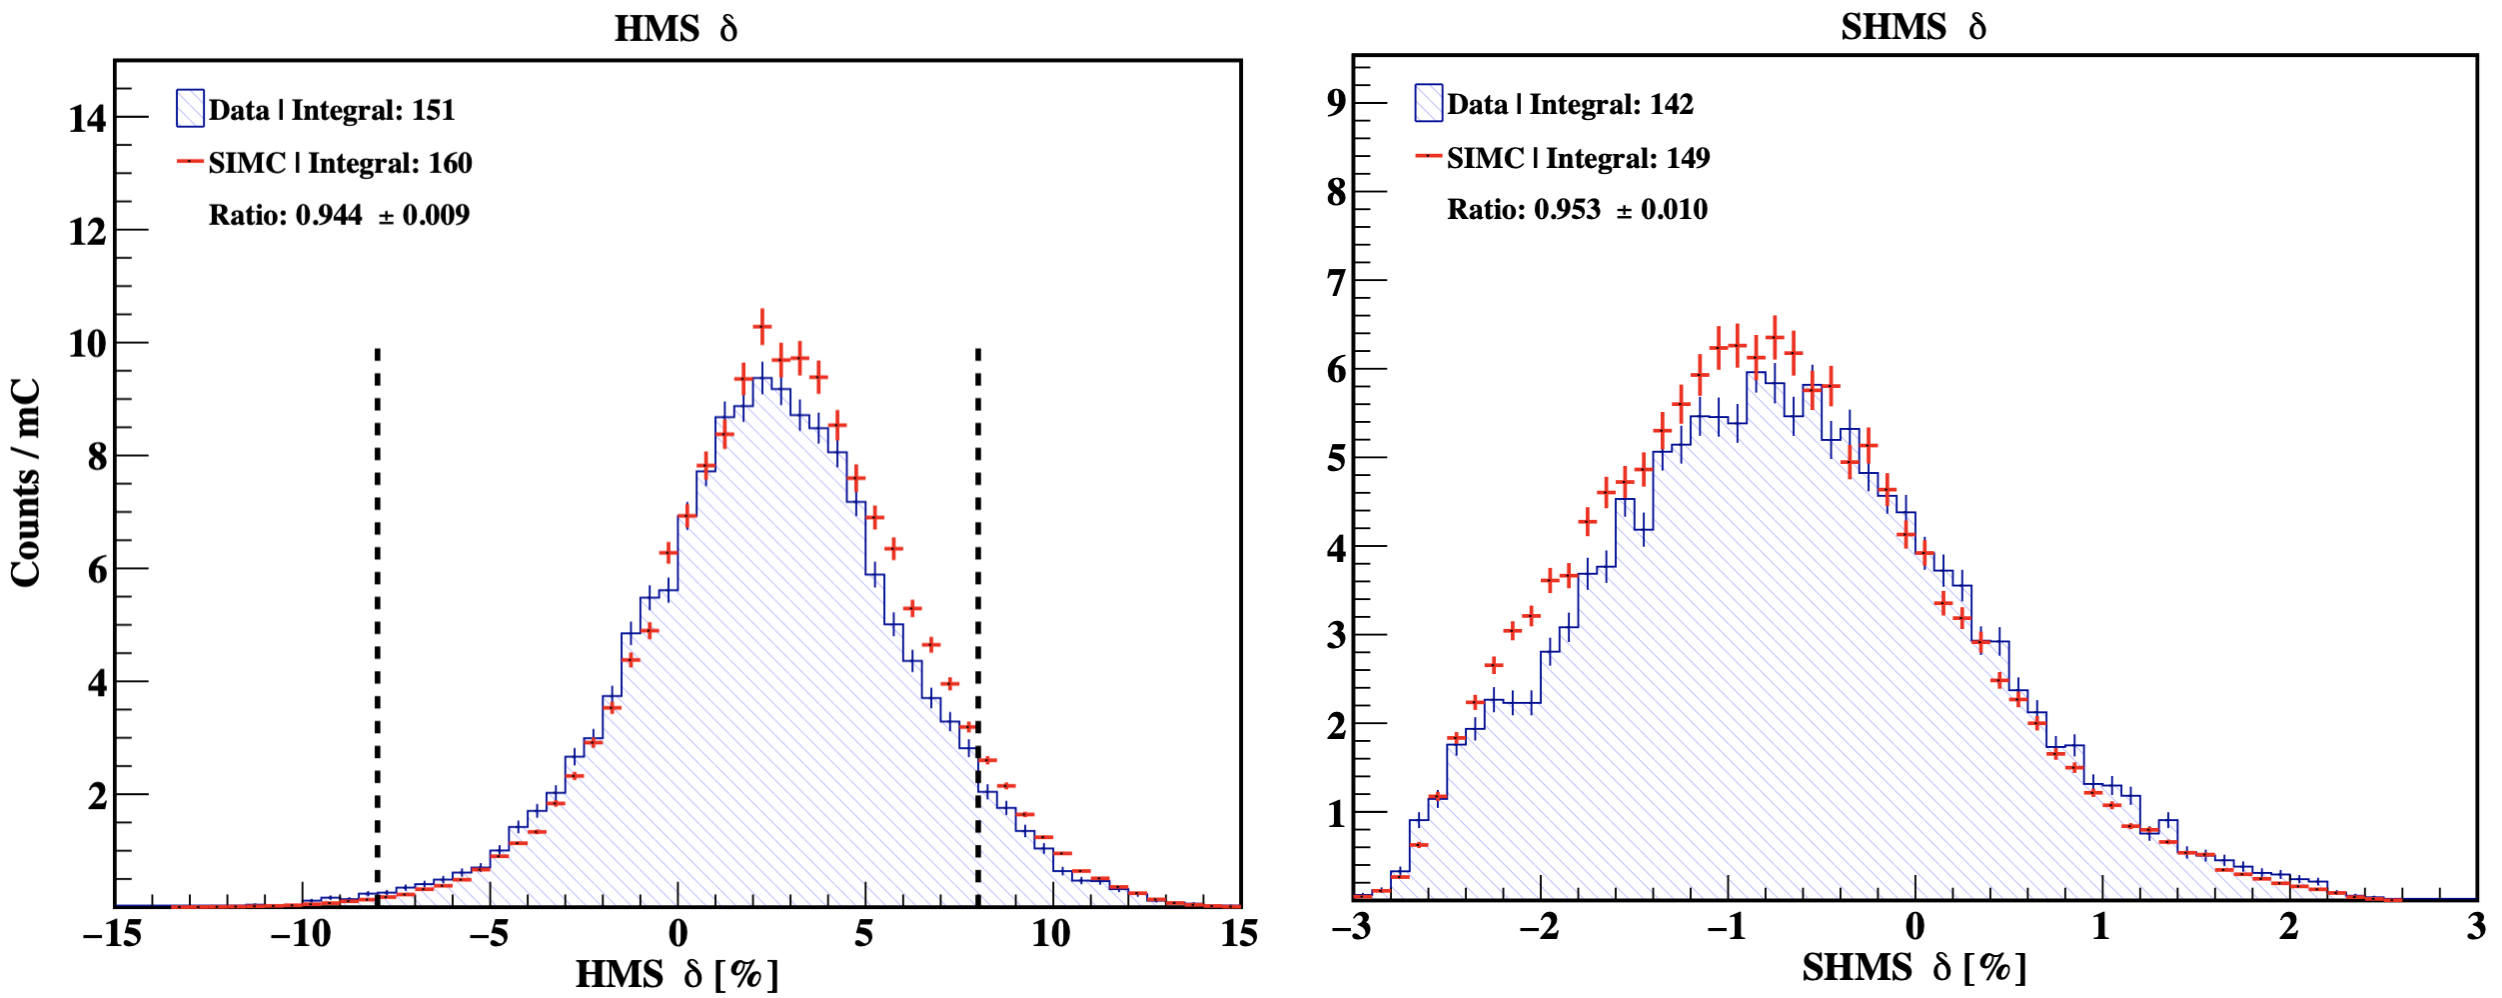 HMS δ
Data | Integral: 151
SIMC | Integral: 160
Ratio: 0.944 ± 0.009
Counts / mC
14
12
10
8
6
4
2
−15 −10 −5 0 5 10 15
HMS δ [%]
SHMS δ
Data | Integral: 142
SIMC | Integral: 149
Ratio: 0.953 ± 0.010
9
8
7
6
5
4
3
2
1
−3 −2 −1 0 1 2 3
SHMS δ [%]